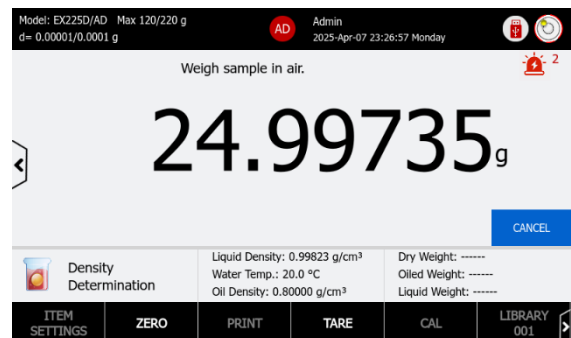 Model: EX225D/AD Max 120/220 g
d= 0.00001/0.0001 g
AD
Admin
2025-Apr-07 23:26:57 Monday
2
Weigh sample in air.
24.99735 g
CANCEL
Density
Determination
Liquid Density: 0.99823 g/cm³
Water Temp.: 20.0 °C
Oil Density: 0.80000 g/cm³
Dry Weight: ------
Oiled Weight: ------
Liquid Weight: ------
ITEM
SETTINGS
ZERO
PRINT
TARE
CAL
LIBRARY
001